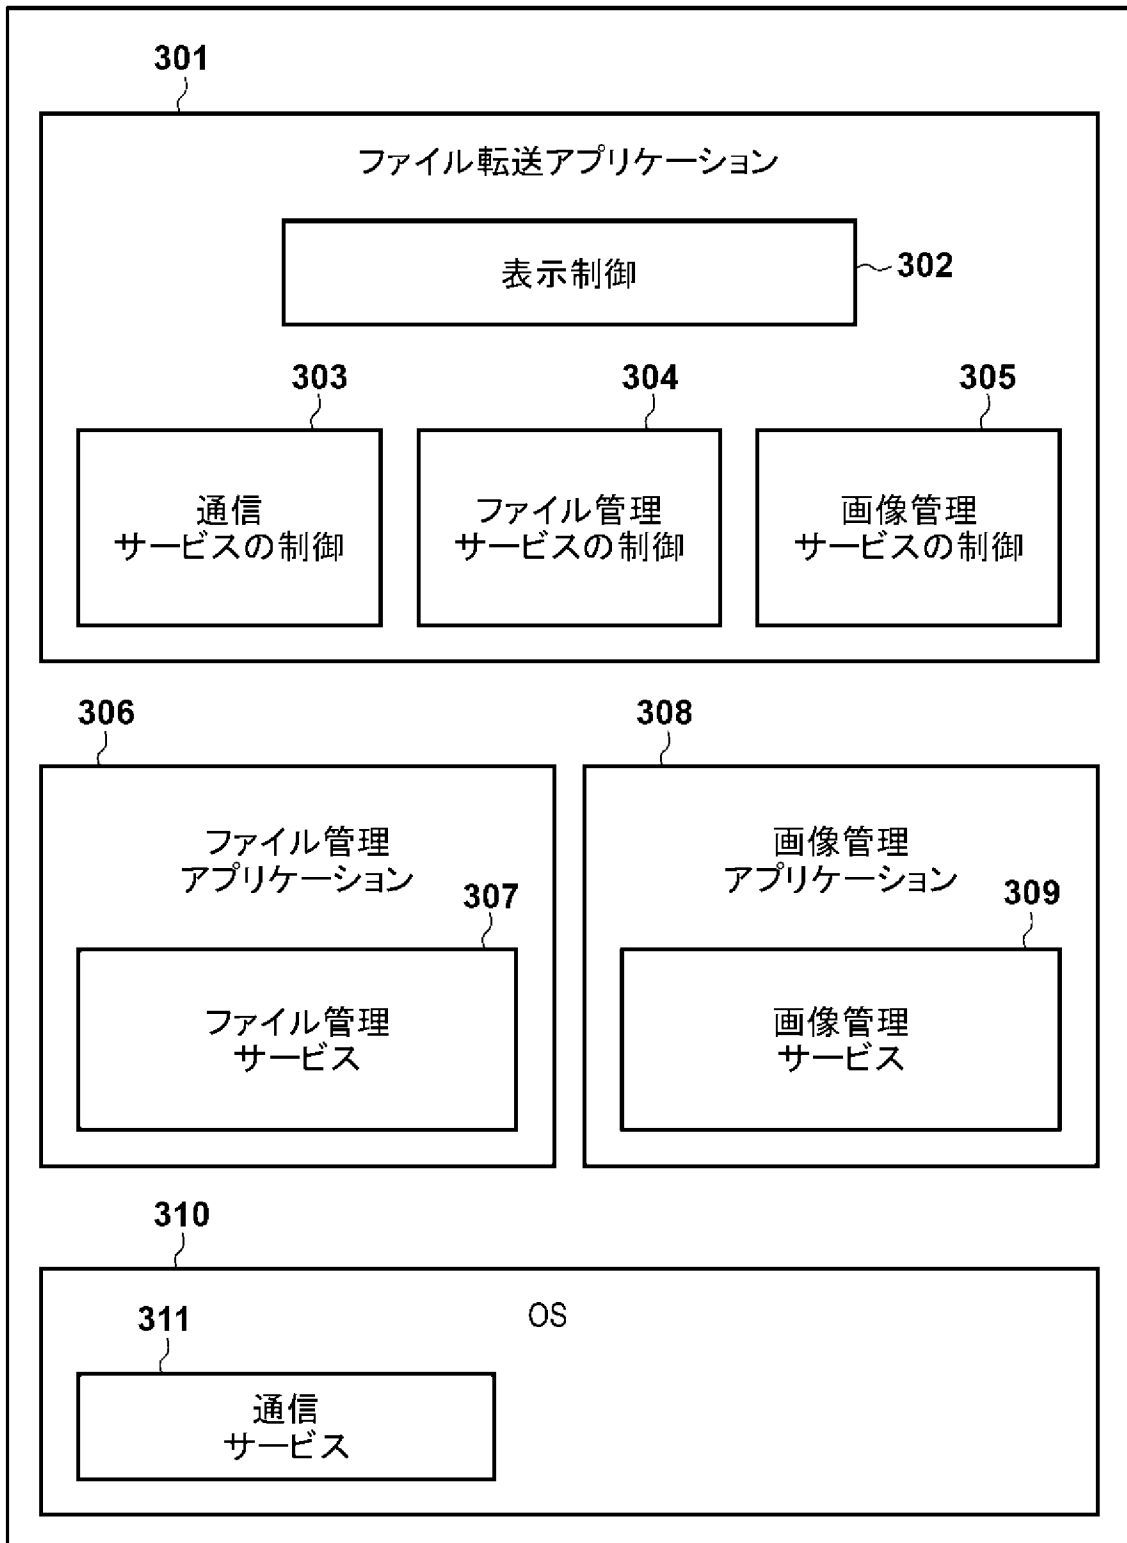 301
ファイル転送アプリケーション
表示制御
302
303
304
305
通信
サービスの制御
ファイル管理
サービスの制御
画像管理
サービスの制御
306
308
ファイル管理
アプリケーション
307
画像管理
アプリケーション
309
ファイル管理
サービス
画像管理
サービス
310
OS
311
通信
サービス